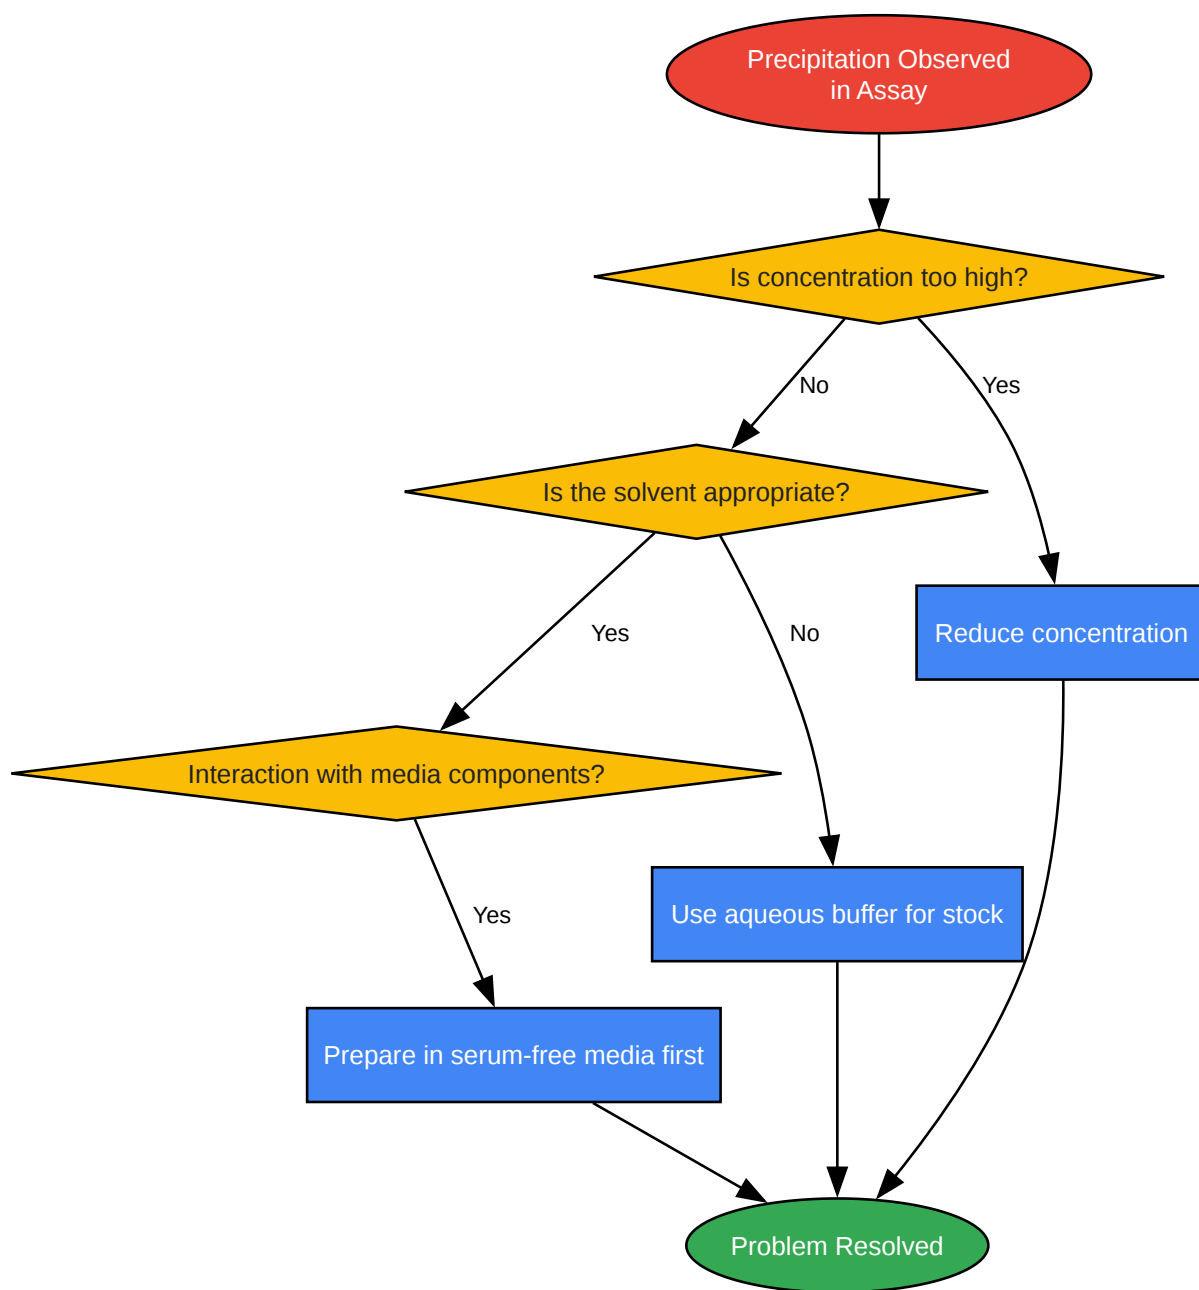 Precipitation Observed
in Assay
Is concentration too high?
No
Yes
Is the solvent appropriate?
Yes
No
Reduce concentration
Interaction with media components?
Yes
Use aqueous buffer for stock
Prepare in serum-free media first
Problem Resolved